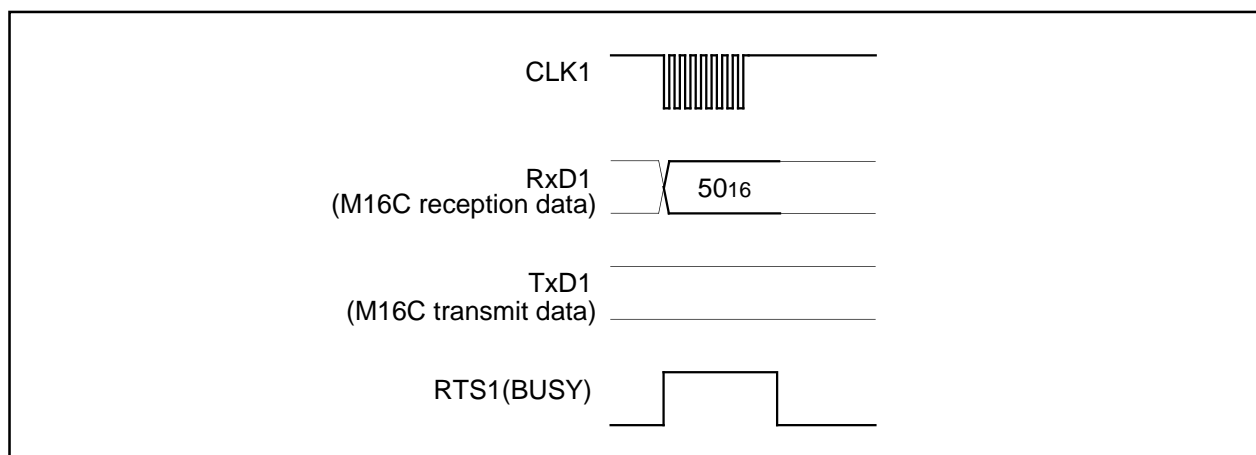 CLK1
RxD1
(M16C reception data)
5016
TxD1
(M16C transmit data)
RTS1(BUSY)